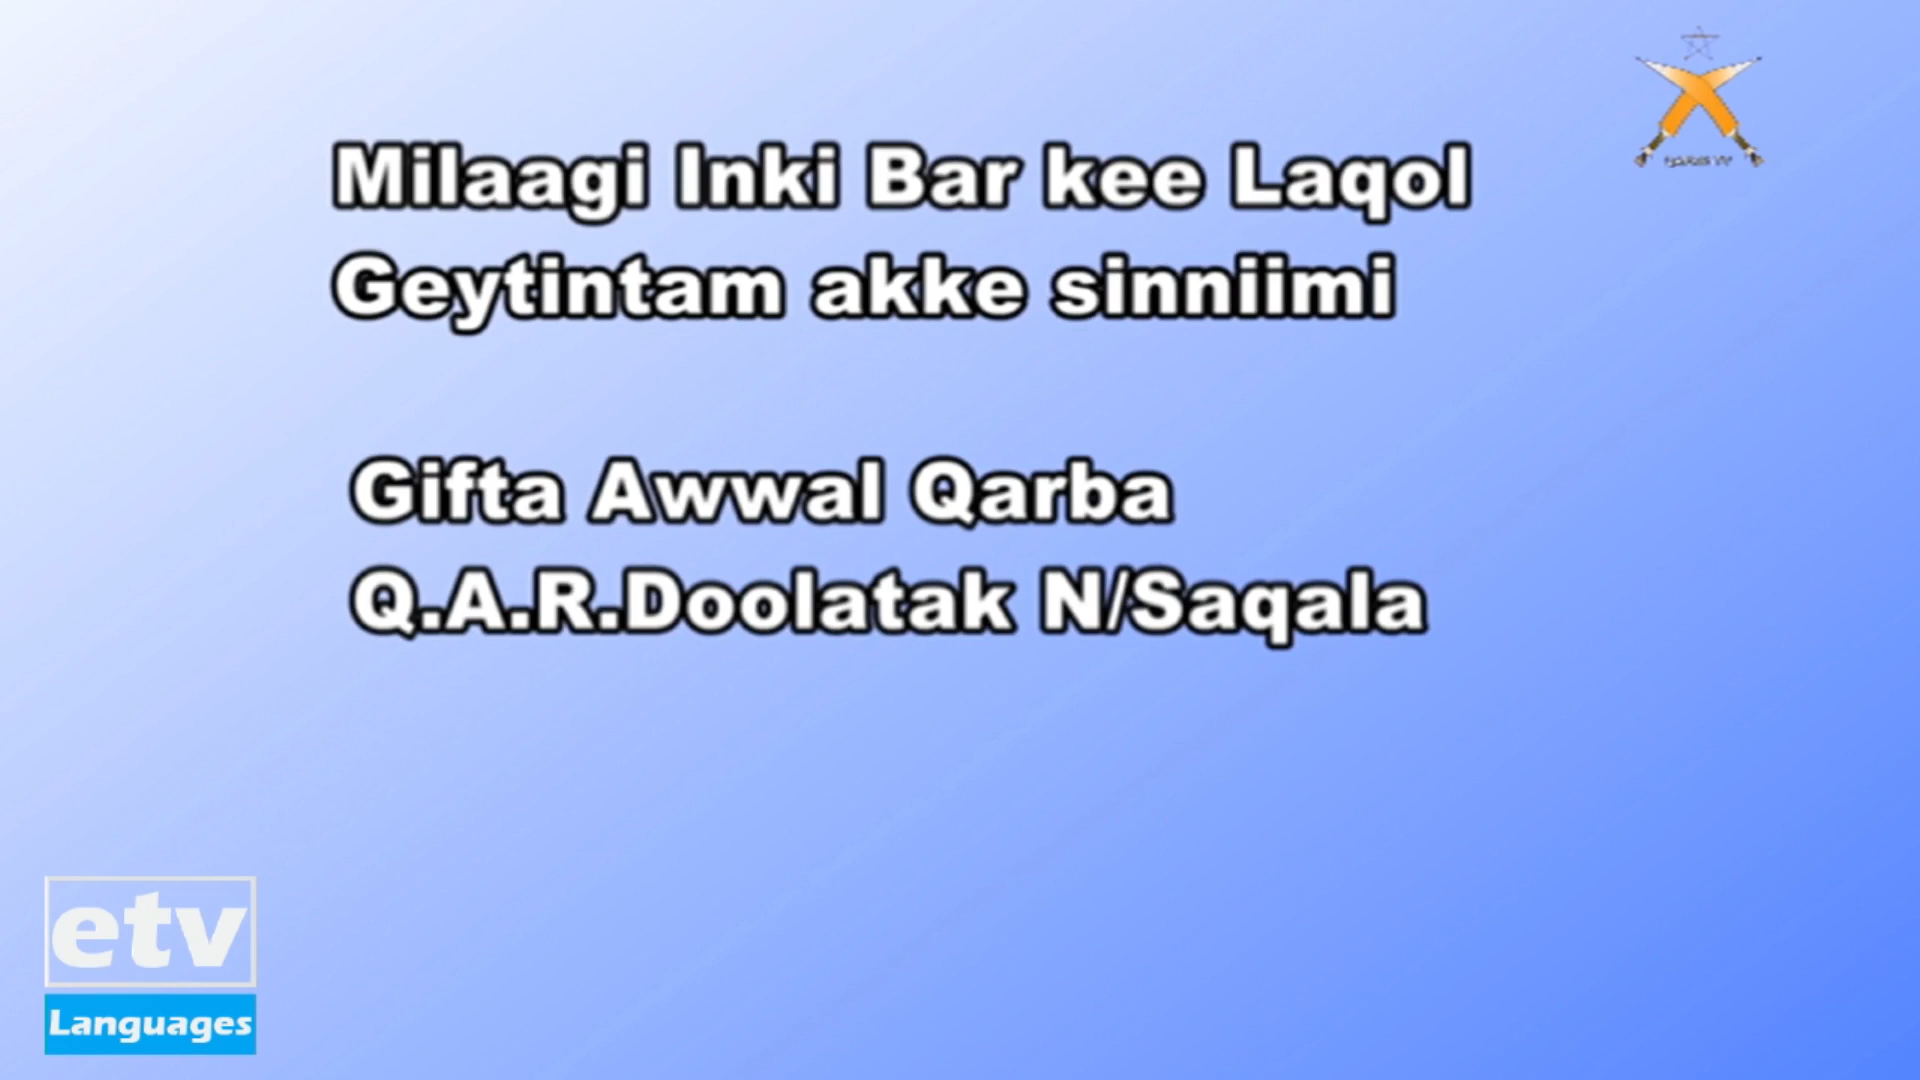 Milaagi Inki Bar kee Laqol
Geytintam akke sinniimi
Gifta Awwal Qarba
Q.A.R.Doolatak N/Saqala
etv
Languages